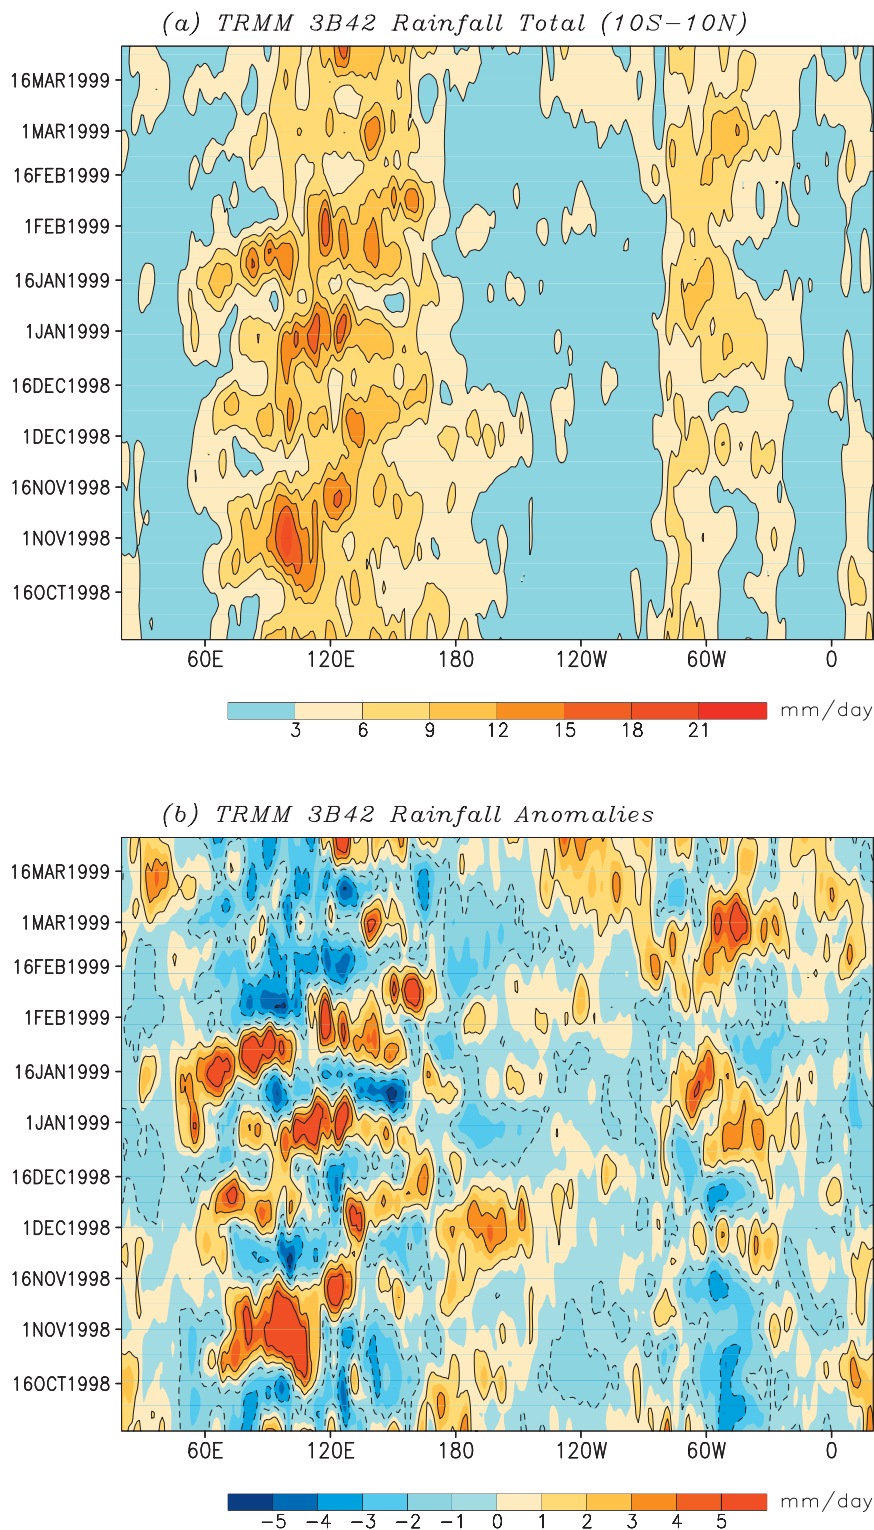 (a) TRMM 3B42 Rainfall Total (10S-10N)
16MAR1999
1MAR1999
16FEB1999
1FEB1999
16JAN1999
1JAN1999
16DEC1998
1DEC1998
16NOV1998
1NOV1998
16OCT1998
60E 120E 180 120W 60W 0
3 6 9 12 15 18 21 mm/day
(b) TRMM 3B42 Rainfall Anomalies
16MAR1999
1MAR1999
16FEB1999
1FEB1999
16JAN1999
1JAN1999
16DEC1998
1DEC1998
16NOV1998
1NOV1998
16OCT1998
60E 120E 180 120W 60W 0
-5 -4 -3 -2 -1 0 1 2 3 4 5 mm/day